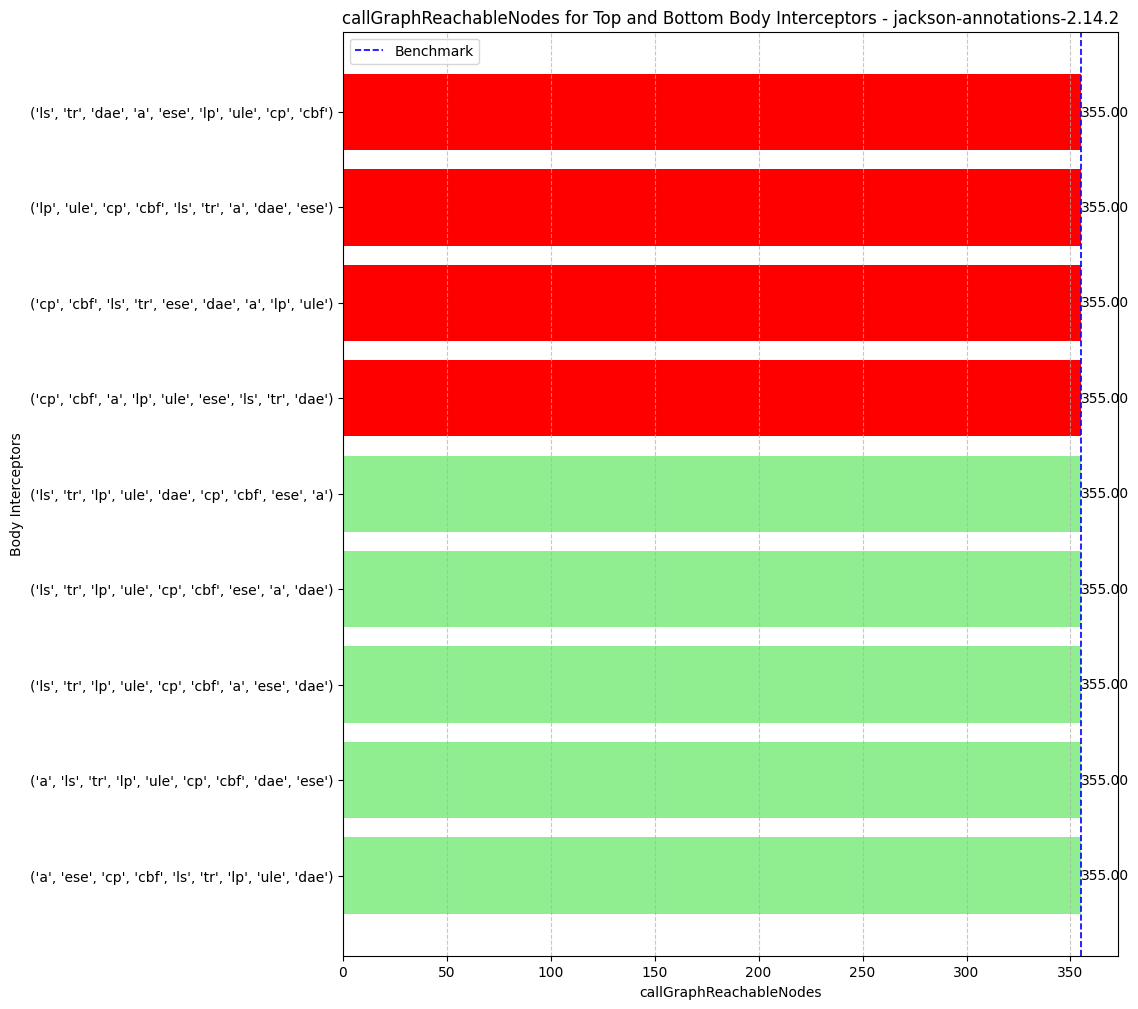 callGraphReachableNodes for Top and Bottom Body Interceptors - jackson-annotations-2.14.2
Benchmark
('ls', 'tr', 'dae', 'a', 'ese', 'lp', 'ule', 'cp', 'cbf')
355.00
('lp', 'ule', 'cp', 'cbf', 'ls', 'tr', 'a', 'dae', 'ese')
355.00
('cp', 'cbf', 'ls', 'tr', 'ese', 'dae', 'a', 'lp', 'ule')
355.00
('cp', 'cbf', 'a', 'lp', 'ule', 'ese', 'ls', 'tr', 'dae')
355.00
('ls', 'tr', 'lp', 'ule', 'dae', 'cp', 'cbf', 'ese', 'a')
355.00
('ls', 'tr', 'lp', 'ule', 'cp', 'cbf', 'ese', 'a', 'dae')
355.00
('ls', 'tr', 'lp', 'ule', 'cp', 'cbf', 'a', 'ese', 'dae')
355.00
('a', 'ls', 'tr', 'lp', 'ule', 'cp', 'cbf', 'dae', 'ese')
355.00
('a', 'ese', 'cp', 'cbf', 'ls', 'tr', 'lp', 'ule', 'dae')
355.00
Body Interceptors
0 50 100 150 200 250 300 350
callGraphReachableNodes